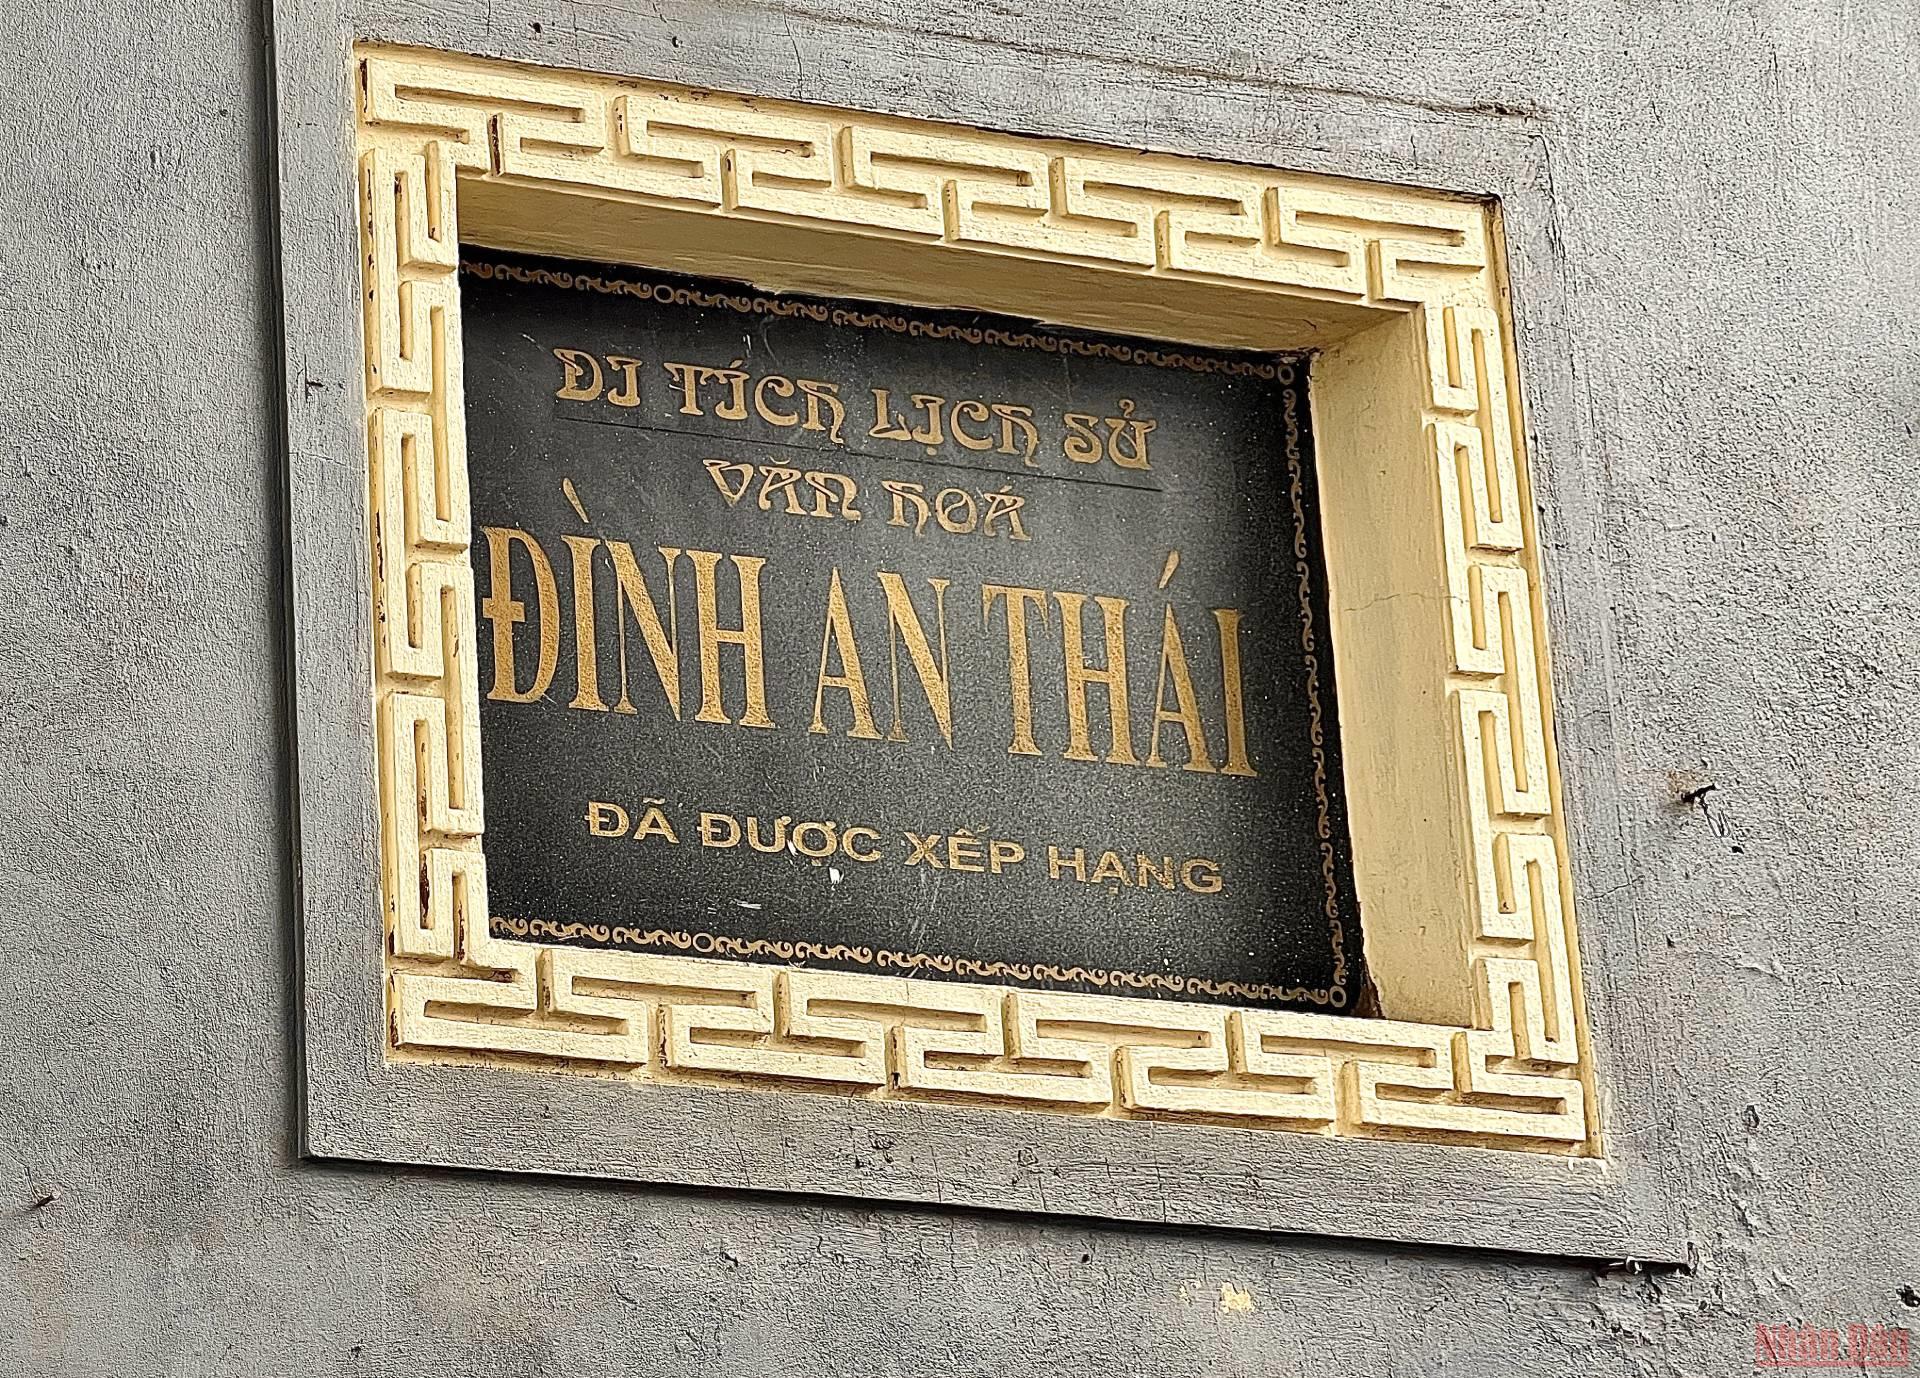 DI TÍCH LỊCH SỬ
VĂN HOÁ
ĐÌNH AN THÁI
ĐÃ ĐƯỢC XẾP HẠNG
Nhân Dân